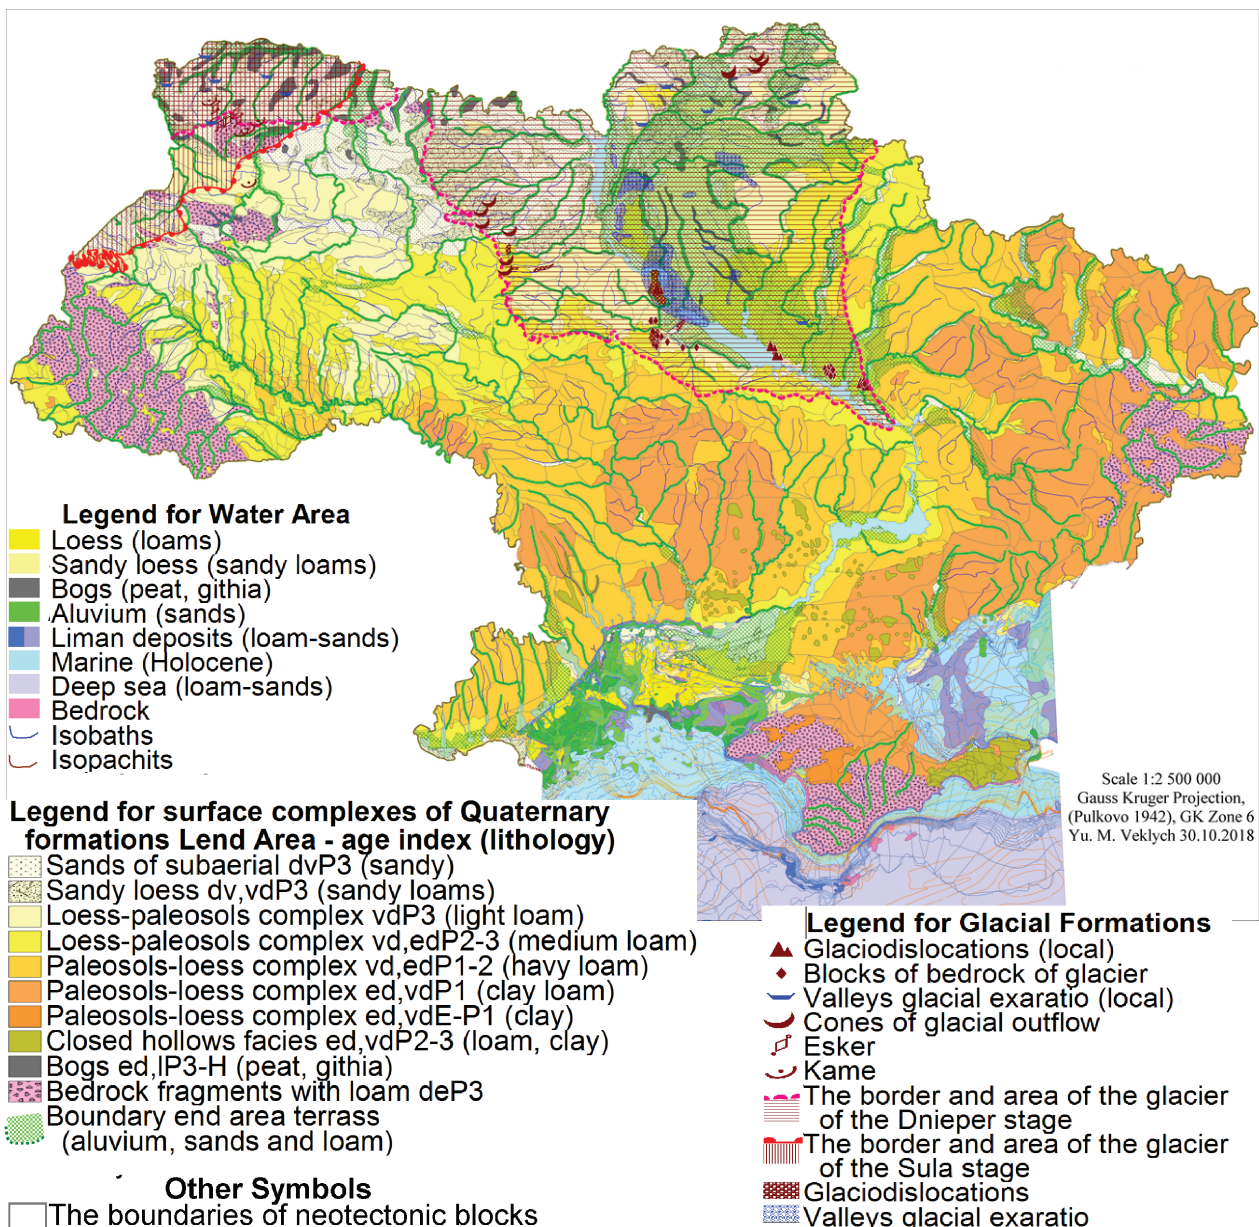 Legend for Water Area
Loess (loams)
Sandy loess (sandy loams)
Bogs (peat, githia)
Aluvium (sands)
Liman deposits (loam-sands)
Marine (Holocene)
Deep sea (loam-sands)
Bedrock
Isobaths
Isopachits
Scale 1:2 500 000
Gauss Kruger Projection,
(Pulkovo 1942), GK Zone 6
Yu. M. Veklych 30.10.2018
Legend for surface complexes of Quaternary
formations Lend Area - age index (lithology)
Sands of subaerial dvP3 (sandy)
Sandy loess dv,vdP3 (sandy loams)
Loess-paleosols complex vdP3 (light loam)
Loess-paleosols complex vd,edP2-3 (medium loam)
Paleosols-loess complex vd,edP1-2 (havy loam)
Paleosols-loess complex ed,vdP1 (clay loam)
Paleosols-loess complex ed,vdE-P1 (clay)
Closed hollows facies ed,vdP2-3 (loam, clay)
Bogs ed,lP3-H (peat, githia)
Bedrock fragments with loam deP3
Boundary end area terrass
(aluvium, sands and loam)
Other Symbols
The boundaries of neotectonic blocks
Legend for Glacial Formations
Glaciodislocations (local)
Blocks of bedrock of glacier
Valleys glacial exaratio (local)
Cones of glacial outflow
Esker
Kame
The border and area of the glacier
of the Dnieper stage
The border and area of the glacier
of the Sula stage
Glaciodislocations
Valleys glacial exaratio